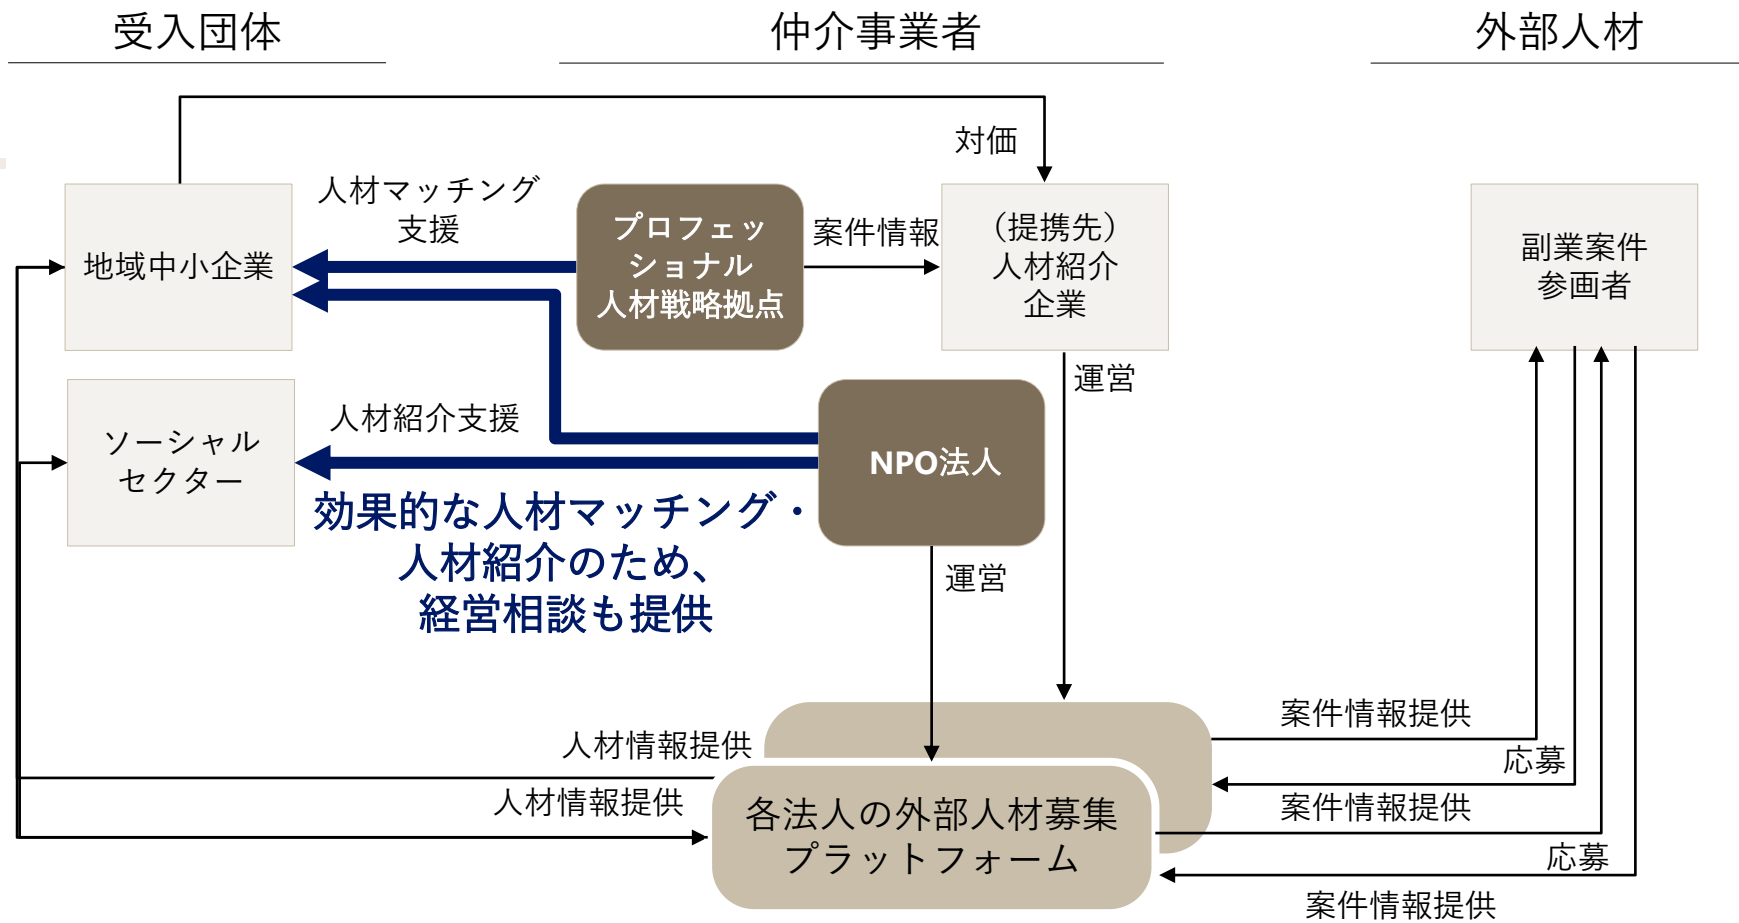 受入団体
仲介事業者
外部人材
対価
人材マッチング
支援
プロフェッ
ショナル
人材戦略拠点
案件情報
（提携先）
人材紹介
企業
地域中小企業
副業案件
参画者
運営
人材紹介支援
ソーシャル
セクター
NPO法人
効果的な人材マッチング・
人材紹介のため、
経営相談も提供
運営
案件情報提供
人材情報提供
応募
人材情報提供
案件情報提供
各法人の外部人材募集
プラットフォーム
応募
案件情報提供